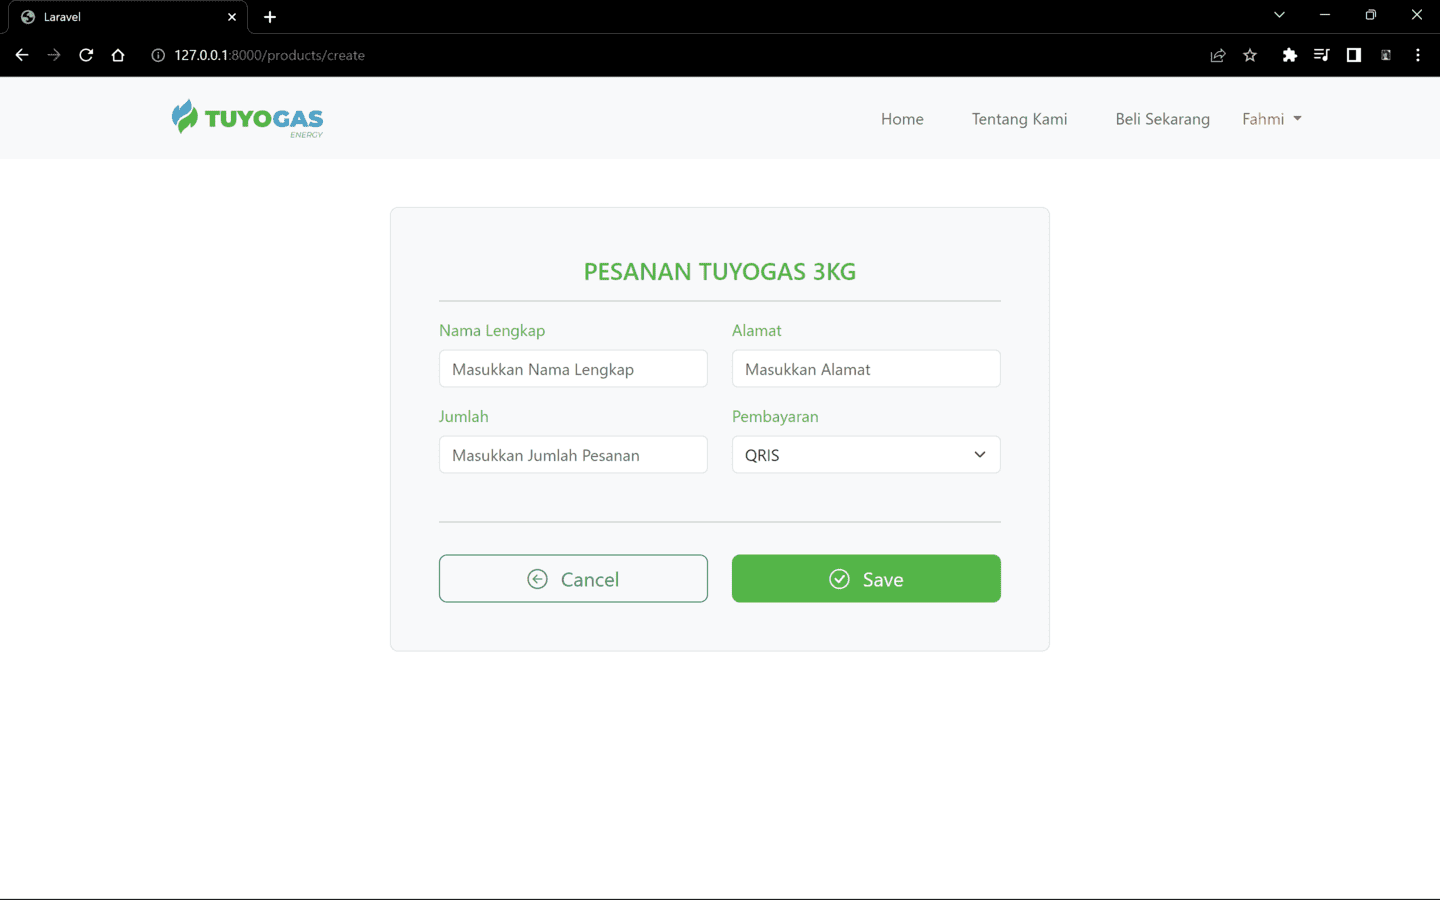 Laravel
127.0.0.1:8000/products/create
TUYOGAS
ENERGY
Home Tentang Kami Beli Sekarang Fahmi
PESANAN TUYOGAS 3KG
Nama Lengkap Alamat
Masukkan Nama Lengkap Masukkan Alamat
Jumlah Pembayaran
Masukkan Jumlah Pesanan QRIS
Cancel Save